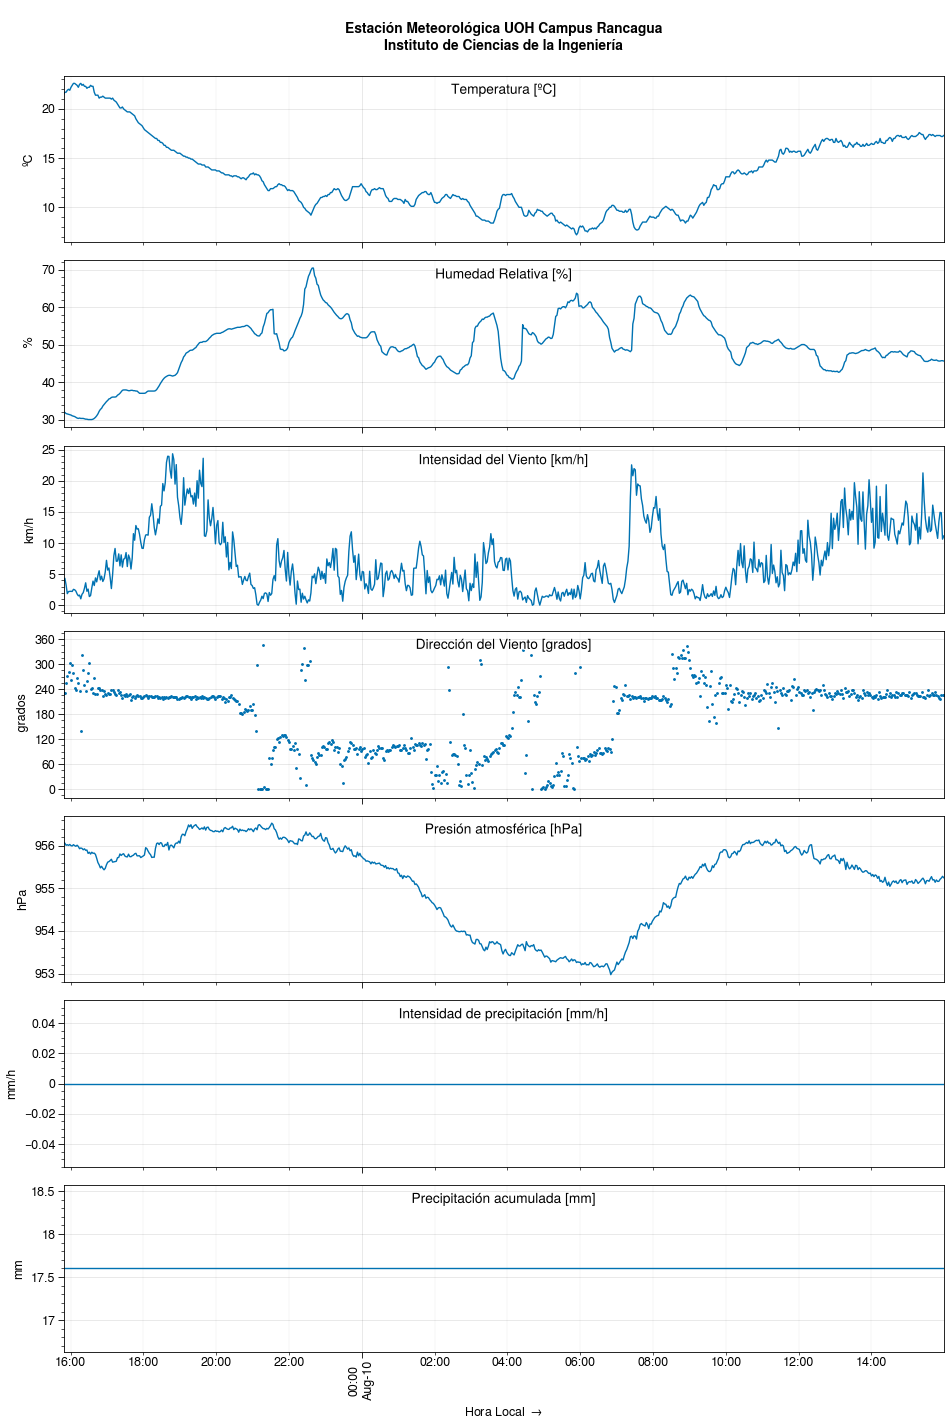 Estación Meteorológica UOH Campus Rancagua
Instituto de Ciencias de la Ingeniería
Temperatura [ºC]
ºC
20
15
10
Humedad Relativa [%]
%
70
60
50
40
30
Intensidad del Viento [km/h]
km/h
25
20
15
10
5
0
Dirección del Viento [grados]
grados
360
300
240
180
120
60
0
Presión atmosférica [hPa]
hPa
956
955
954
953
Intensidad de precipitación [mm/h]
mm/h
0.04
0.02
0
−0.02
−0.04
Precipitación acumulada [mm]
mm
18.5
18
17.5
17
16:00 18:00 20:00 22:00 00:00 02:00 04:00 06:00 08:00 10:00 12:00 14:00
Aug-10
Hora Local →